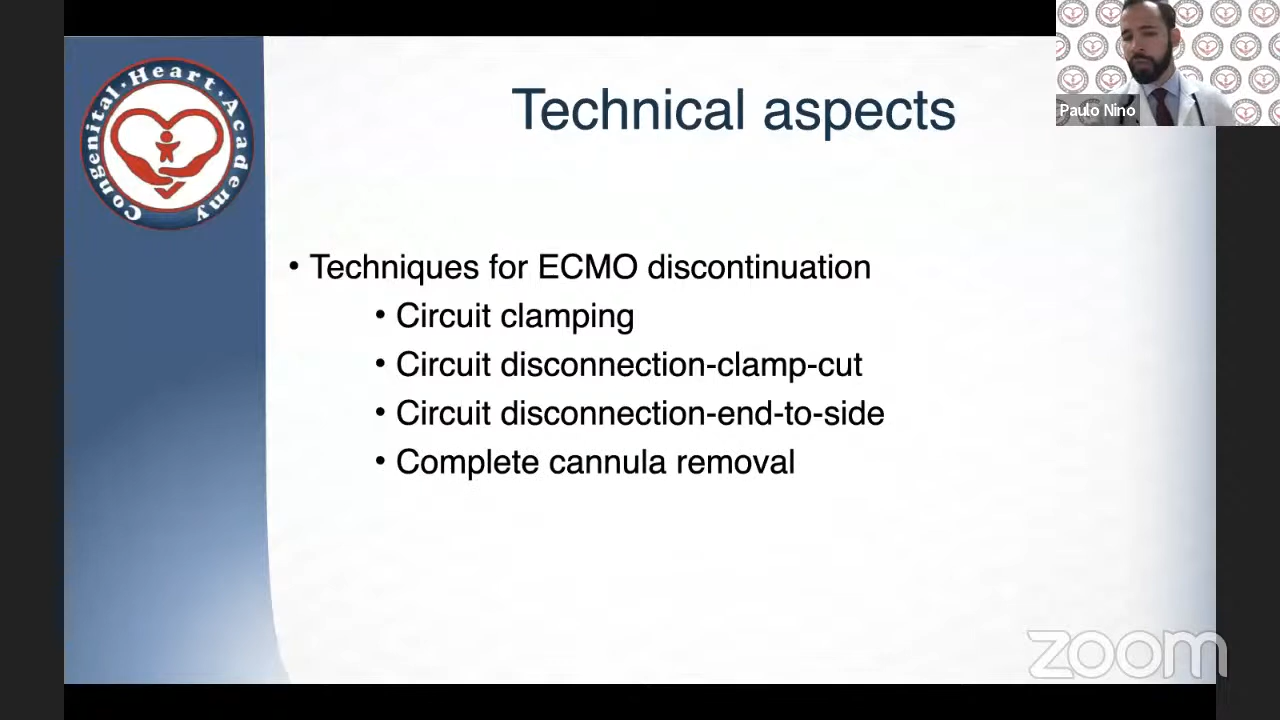 Congenital · Heart · Academy
Technical aspects
Paulo Nino
• Techniques for ECMO discontinuation
• Circuit clamping
• Circuit disconnection-clamp-cut
• Circuit disconnection-end-to-side
• Complete cannula removal
zoom